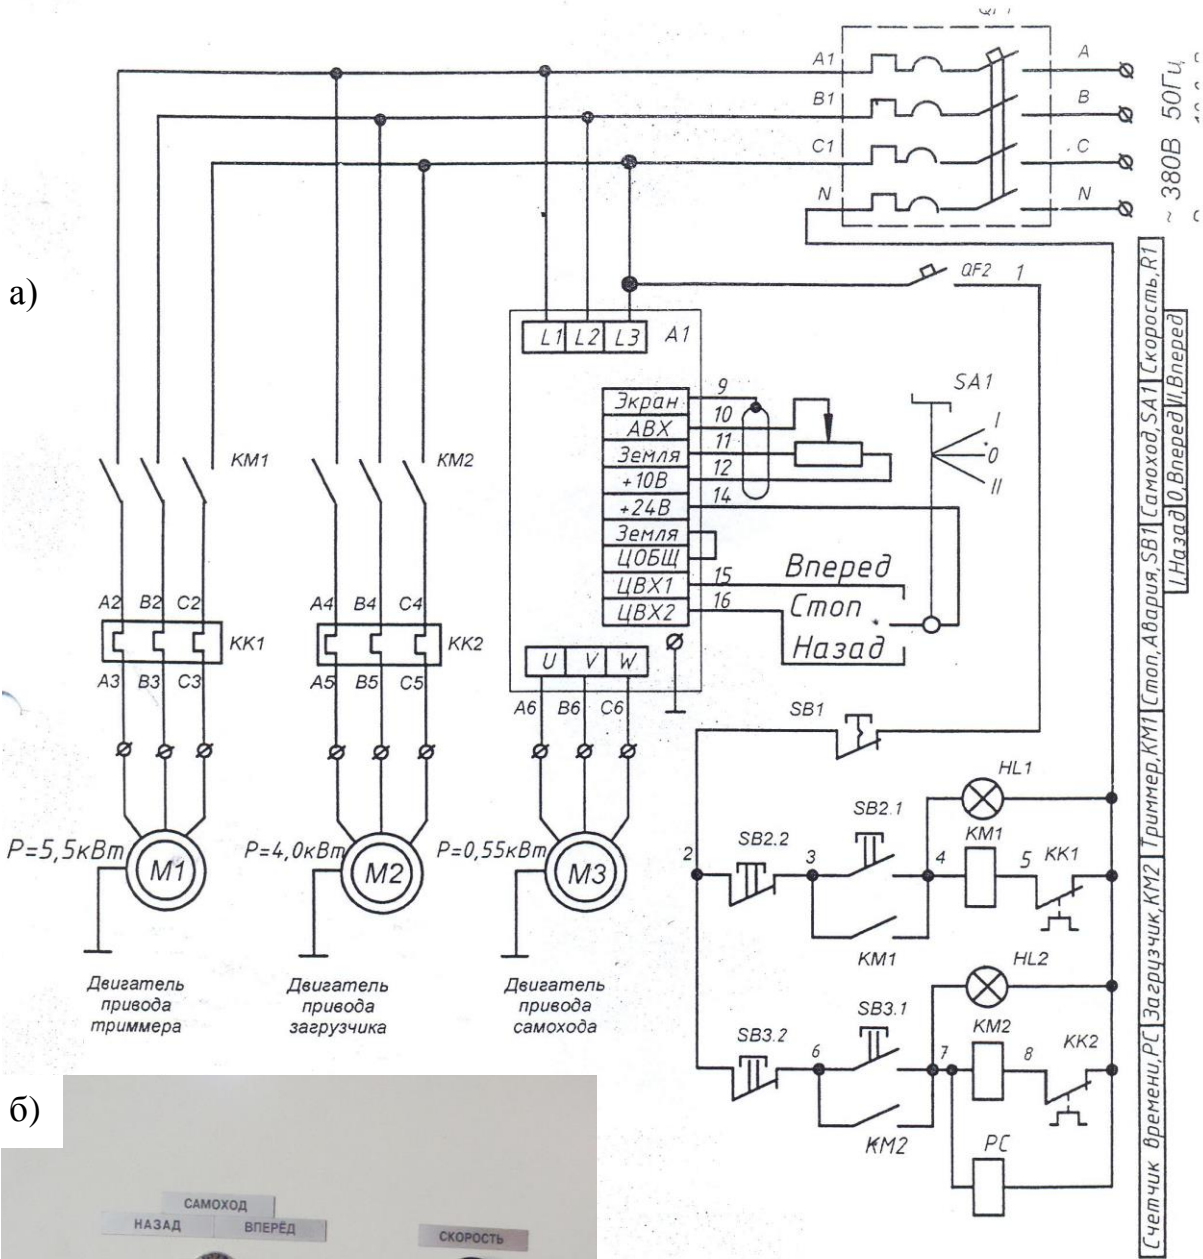 а)
A1
A
B1
B
C1
C
N
N
~ 380В 50Гц
QF2
1
L1 L2 L3
A1
Экран
9
АВХ
10
Земля
11
+10В
12
+24В
14
Земля
ЦОБЩ
ЦВХ1
15
ЦВХ2
16
Вперед
Стоп
Назад
SA1
I
0
II
KM1
KM2
A2 B2 C2
KK1
A3 B3 C3
A4 B4 C4
KK2
A5 B5 C5
U V W
A6 B6 C6
P=5,5кВт
M1
P=4,0кВт
M2
P=0,55кВт
M3
Двигатель
привода
триммера
Двигатель
привода
загрузчика
Двигатель
привода
самохода
SB1
HL1
2
SB2.2
3
SB2.1
4
KM1
5
KK1
KM1
HL2
SB3.2
6
SB3.1
7
KM2
8
KK2
KM2
PC
Счетчик времени,PC
Загрузчик,KM2
Триммер,KM1
Стоп,Авария,SB1
Самоход,SA1
Скорость,R1
I,Назад
0,Вперед
II,Вперед
б)
САМОХОД
НАЗАД
ВПЕРЁД
СКОРОСТЬ